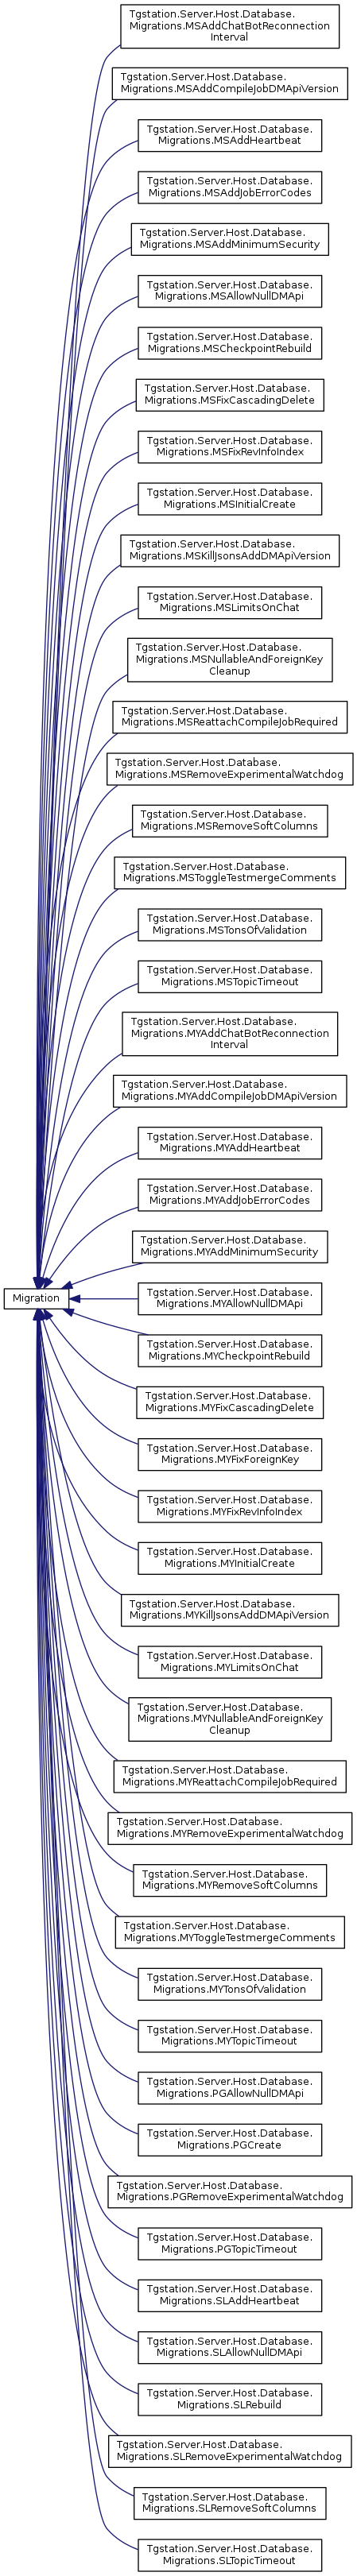 Tgstation.Server.Host.Database.
Migrations.MSAddChatBotReconnection
Interval
Tgstation.Server.Host.Database.
Migrations.MSAddCompileJobDMApiVersion
Tgstation.Server.Host.Database.
Migrations.MSAddHeartbeat
Tgstation.Server.Host.Database.
Migrations.MSAddJobErrorCodes
Tgstation.Server.Host.Database.
Migrations.MSAddMinimumSecurity
Tgstation.Server.Host.Database.
Migrations.MSAllowNullDMApi
Tgstation.Server.Host.Database.
Migrations.MSCheckpointRebuild
Tgstation.Server.Host.Database.
Migrations.MSFixCascadingDelete
Tgstation.Server.Host.Database.
Migrations.MSFixRevInfoIndex
Tgstation.Server.Host.Database.
Migrations.MSInitialCreate
Tgstation.Server.Host.Database.
Migrations.MSKillJsonsAddDMApiVersion
Tgstation.Server.Host.Database.
Migrations.MSLimitsOnChat
Tgstation.Server.Host.Database.
Migrations.MSNullableAndForeignKey
Cleanup
Tgstation.Server.Host.Database.
Migrations.MSReattachCompileJobRequired
Tgstation.Server.Host.Database.
Migrations.MSRemoveExperimentalWatchdog
Tgstation.Server.Host.Database.
Migrations.MSRemoveSoftColumns
Tgstation.Server.Host.Database.
Migrations.MSToggleTestmergeComments
Tgstation.Server.Host.Database.
Migrations.MSTonsOfValidation
Tgstation.Server.Host.Database.
Migrations.MSTopicTimeout
Tgstation.Server.Host.Database.
Migrations.MYAddChatBotReconnection
Interval
Tgstation.Server.Host.Database.
Migrations.MYAddCompileJobDMApiVersion
Tgstation.Server.Host.Database.
Migrations.MYAddHeartbeat
Tgstation.Server.Host.Database.
Migrations.MYAddJobErrorCodes
Tgstation.Server.Host.Database.
Migrations.MYAddMinimumSecurity
Migration
Tgstation.Server.Host.Database.
Migrations.MYAllowNullDMApi
Tgstation.Server.Host.Database.
Migrations.MYCheckpointRebuild
Tgstation.Server.Host.Database.
Migrations.MYFixCascadingDelete
Tgstation.Server.Host.Database.
Migrations.MYFixForeignKey
Tgstation.Server.Host.Database.
Migrations.MYFixRevInfoIndex
Tgstation.Server.Host.Database.
Migrations.MYInitialCreate
Tgstation.Server.Host.Database.
Migrations.MYKillJsonsAddDMApiVersion
Tgstation.Server.Host.Database.
Migrations.MYLimitsOnChat
Tgstation.Server.Host.Database.
Migrations.MYNullableAndForeignKey
Cleanup
Tgstation.Server.Host.Database.
Migrations.MYReattachCompileJobRequired
Tgstation.Server.Host.Database.
Migrations.MYRemoveExperimentalWatchdog
Tgstation.Server.Host.Database.
Migrations.MYRemoveSoftColumns
Tgstation.Server.Host.Database.
Migrations.MYToggleTestmergeComments
Tgstation.Server.Host.Database.
Migrations.MYTonsOfValidation
Tgstation.Server.Host.Database.
Migrations.MYTopicTimeout
Tgstation.Server.Host.Database.
Migrations.PGAllowNullDMApi
Tgstation.Server.Host.Database.
Migrations.PGCreate
Tgstation.Server.Host.Database.
Migrations.PGRemoveExperimentalWatchdog
Tgstation.Server.Host.Database.
Migrations.PGTopicTimeout
Tgstation.Server.Host.Database.
Migrations.SLAddHeartbeat
Tgstation.Server.Host.Database.
Migrations.SLAllowNullDMApi
Tgstation.Server.Host.Database.
Migrations.SLRebuild
Tgstation.Server.Host.Database.
Migrations.SLRemoveExperimentalWatchdog
Tgstation.Server.Host.Database.
Migrations.SLRemoveSoftColumns
Tgstation.Server.Host.Database.
Migrations.SLTopicTimeout